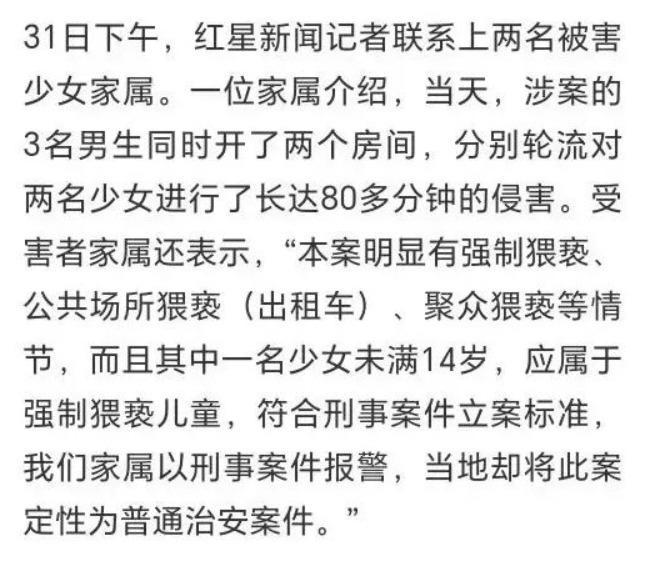 31日下午，红星新闻记者联系上两名被害
少女家属。一位家属介绍，当天，涉案的
3名男生同时开了两个房间，分别轮流对
两名少女进行了长达80多分钟的侵害。受
害者家属还表示，“本案明显有强制猥亵、
公共场所猥亵（出租车）、聚众猥亵等情
节，而且其中一名少女未满14岁，应属于
强制猥亵儿童，符合刑事案件立案标准，
我们家属以刑事案件报警，当地却将此案
定性为普通治安案件。”